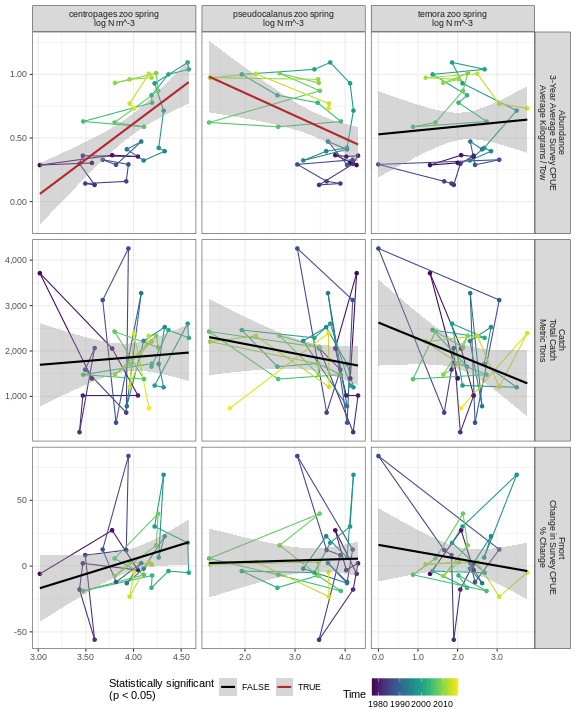 centropages zoo spring
log N m^-3
pseudocalanus zoo spring
log N m^-3
temora zoo spring
log N m^-3
1.00
0.50
0.00
Abundance
3-Year Average Survey CPUE
Average Kilograms / Tow
4,000
3,000
2,000
1,000
Catch
Total Catch
Metric Tons
50
0
-50
Fmort
Change in Survey CPUE
% Change
3.00 3.50 4.00 4.50
2.0 3.0 4.0
0.0 1.0 2.0 3.0
Statistically significant
(p < 0.05)
FALSE
TRUE
Time
1980 1990 2000 2010